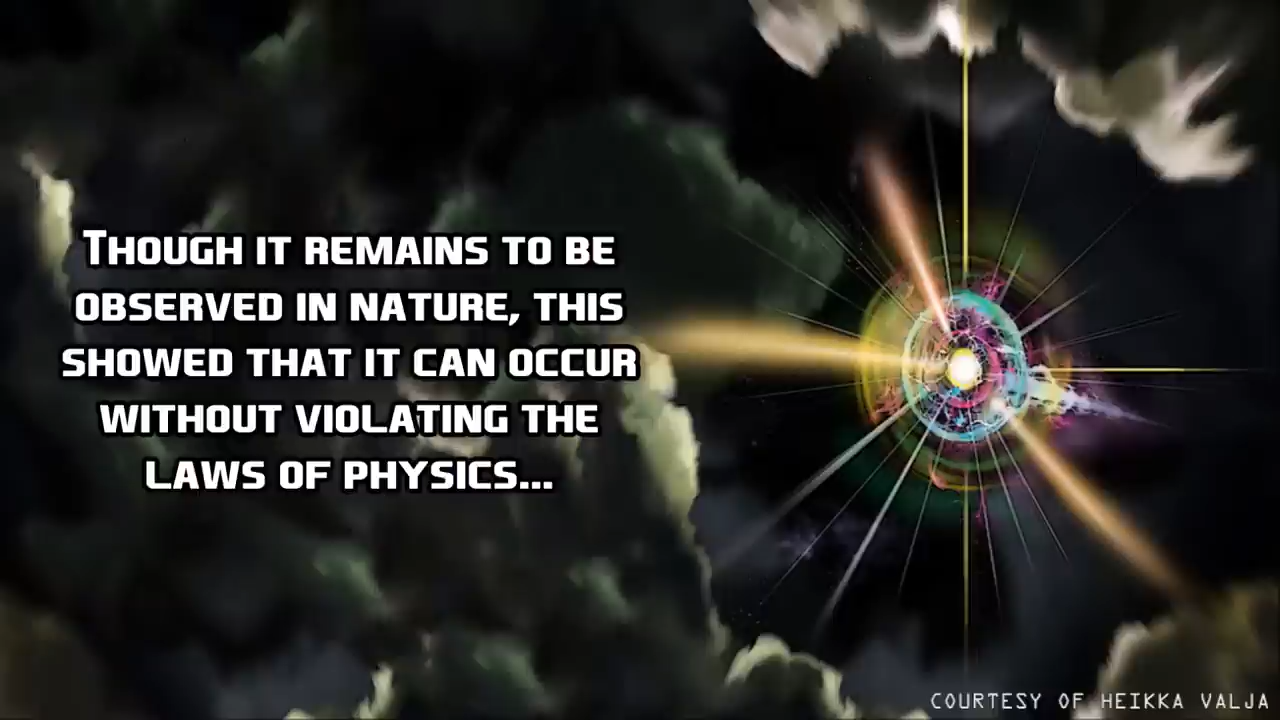 THOUGH IT REMAINS TO BE
OBSERVED IN NATURE, THIS
SHOWED THAT IT CAN OCCUR
WITHOUT VIOLATING THE
LAWS OF PHYSICS...
COURTESY OF HEIKKA VALJA